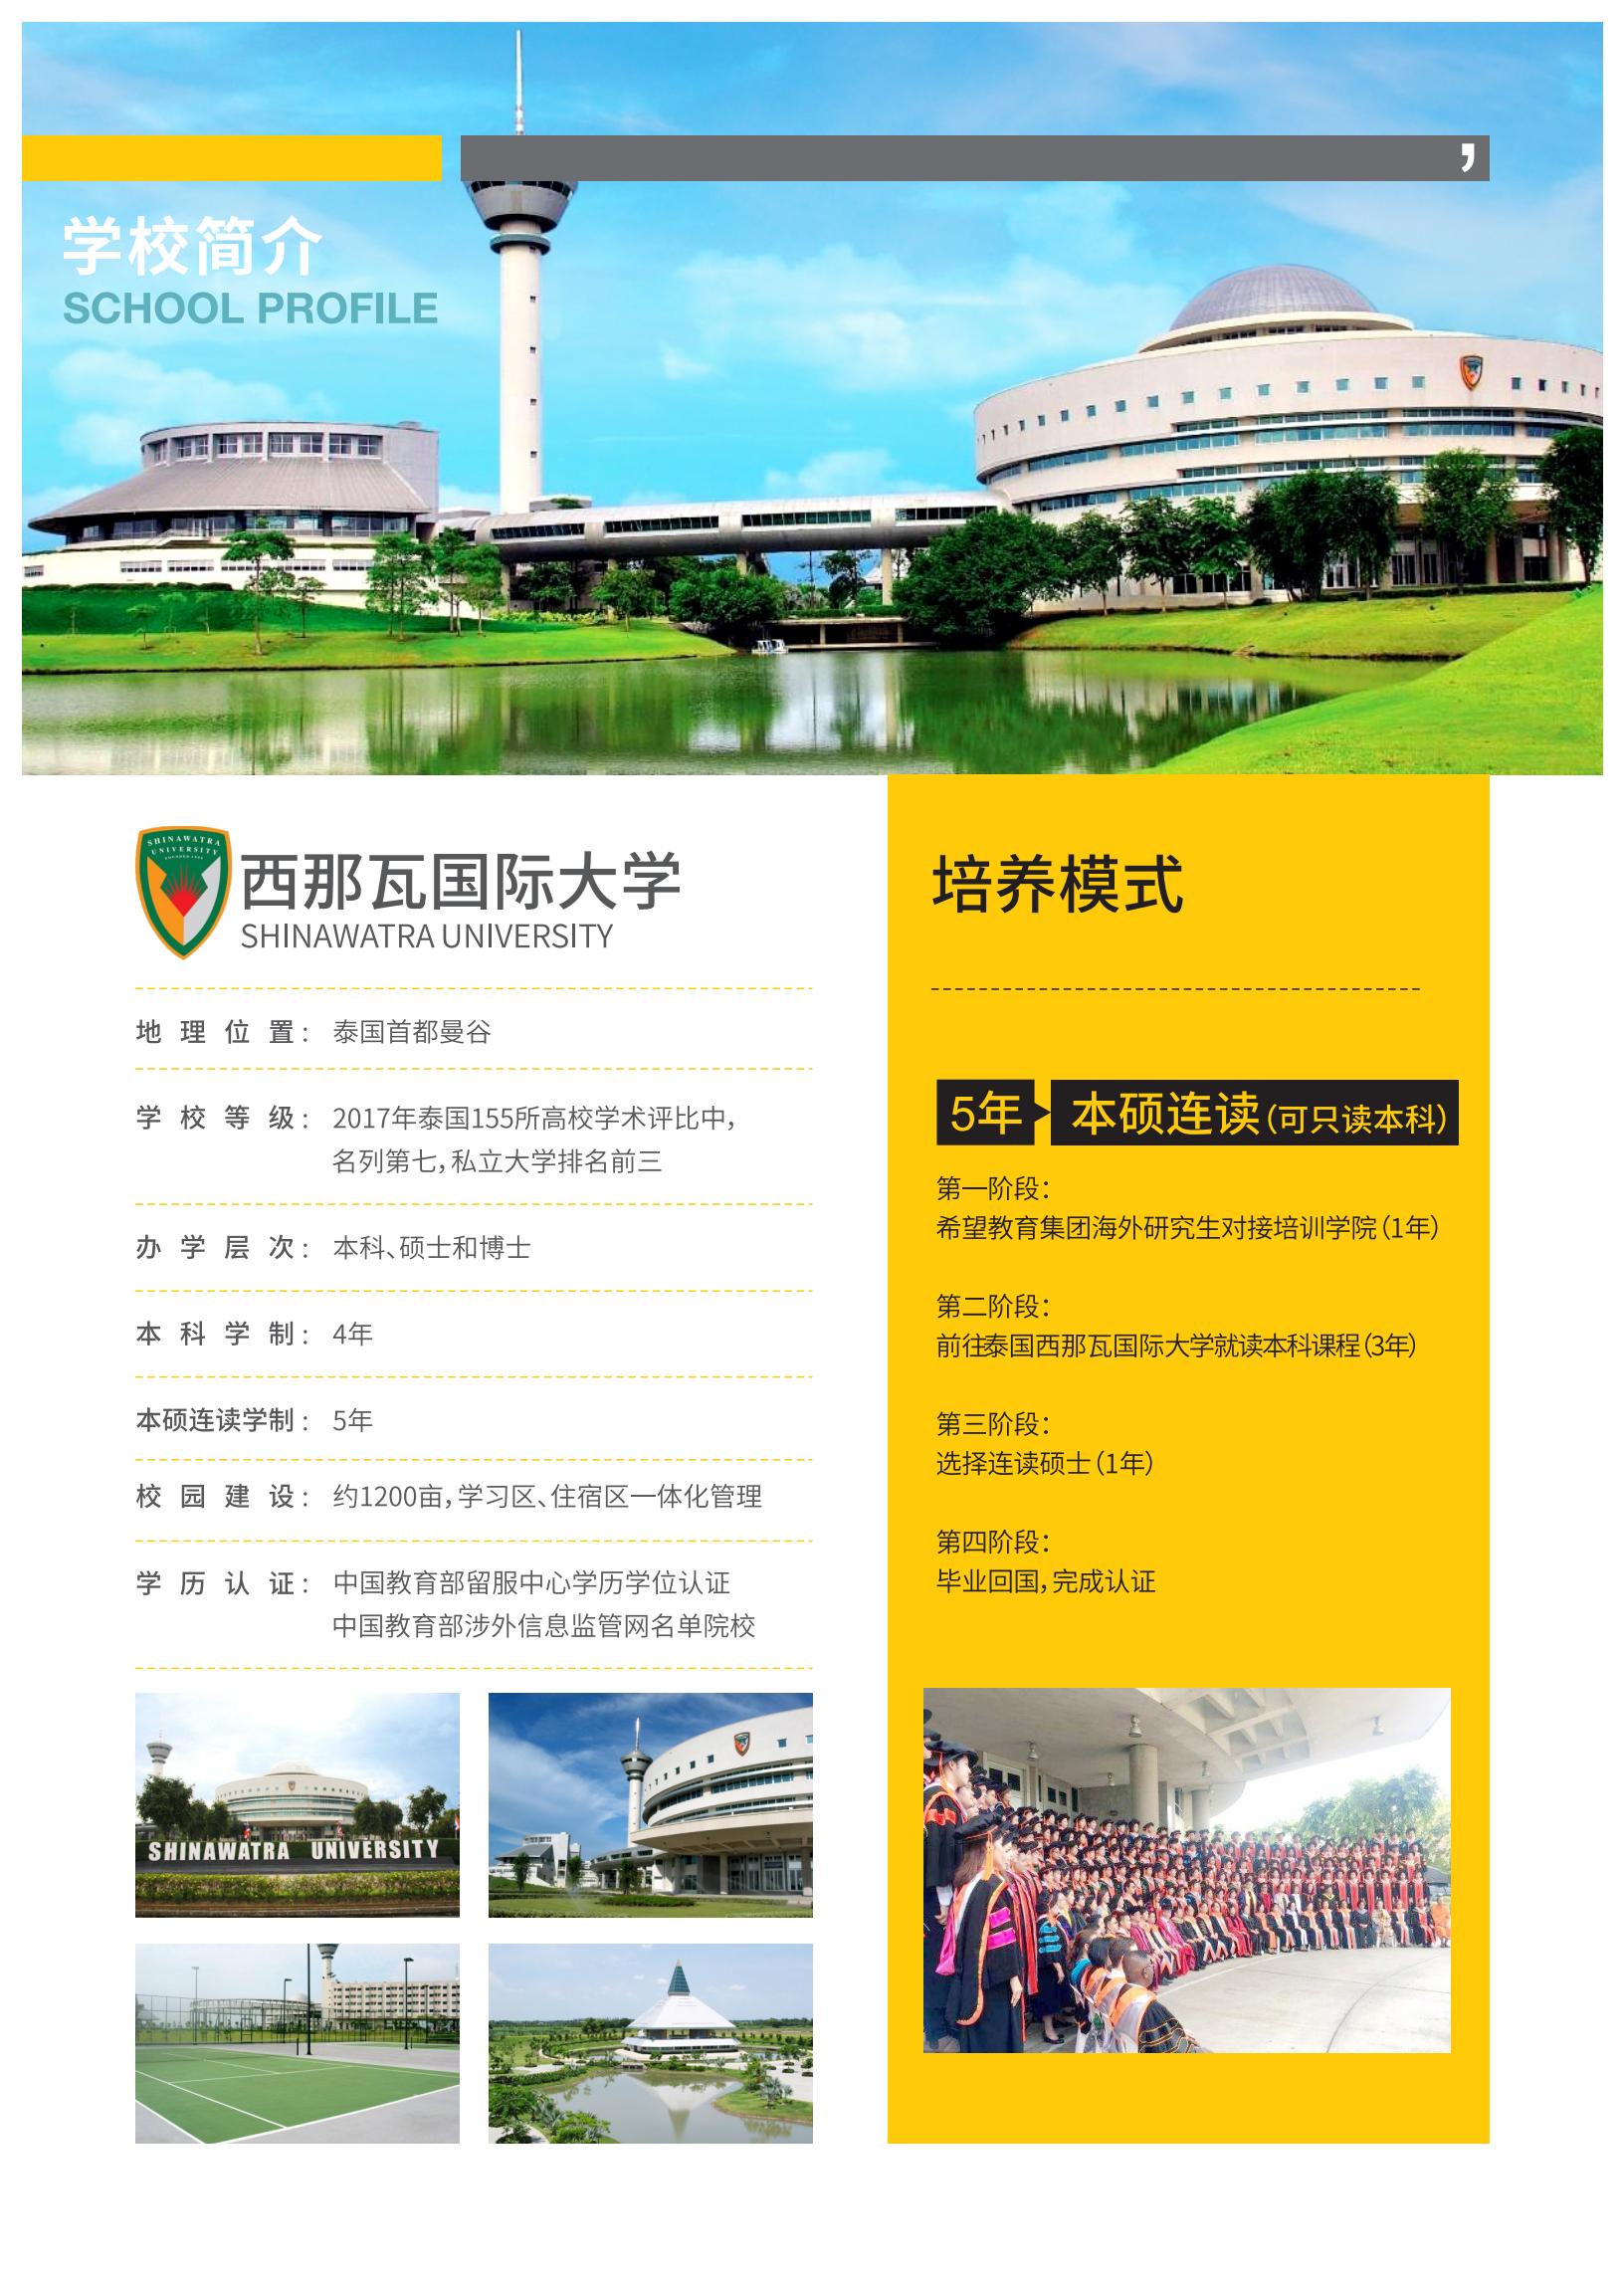 ,
学校简介
SCHOOL PROFILE
SHINAWATRA
UNIVERSITY
西那瓦国际大学
SHINAWATRA UNIVERSITY
地理位置: 泰国首都曼谷
学校等级: 2017年泰国155所高校学术评比中,
名列第七,私立大学排名前三
办学层次: 本科、硕士和博士
本科学制: 4年
本硕连读学制: 5年
校园建设: 约1200亩,学习区、住宿区一体化管理
学历认证: 中国教育部留服中心学历学位认证
中国教育部涉外信息监管网名单院校
SHINAWATRA UNIVERSITY
培养模式
5年 本硕连读(可只读本科)
第一阶段:
希望教育集团海外研究生对接培训学院(1年)
第二阶段:
前往泰国西那瓦国际大学就读本科课程(3年)
第三阶段:
选择连读硕士(1年)
第四阶段:
毕业回国,完成认证